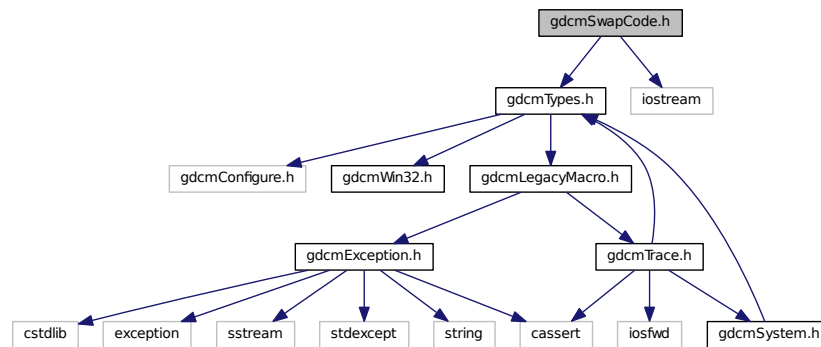 gdcmSwapCode.h
gdcmTypes.h
iostream
gdcmConfigure.h
gdcmWin32.h
gdcmLegacyMacro.h
gdcmException.h
gdcmTrace.h
cstdlib
exception
sstream
stdexcept
string
cassert
iosfwd
gdcmSystem.h